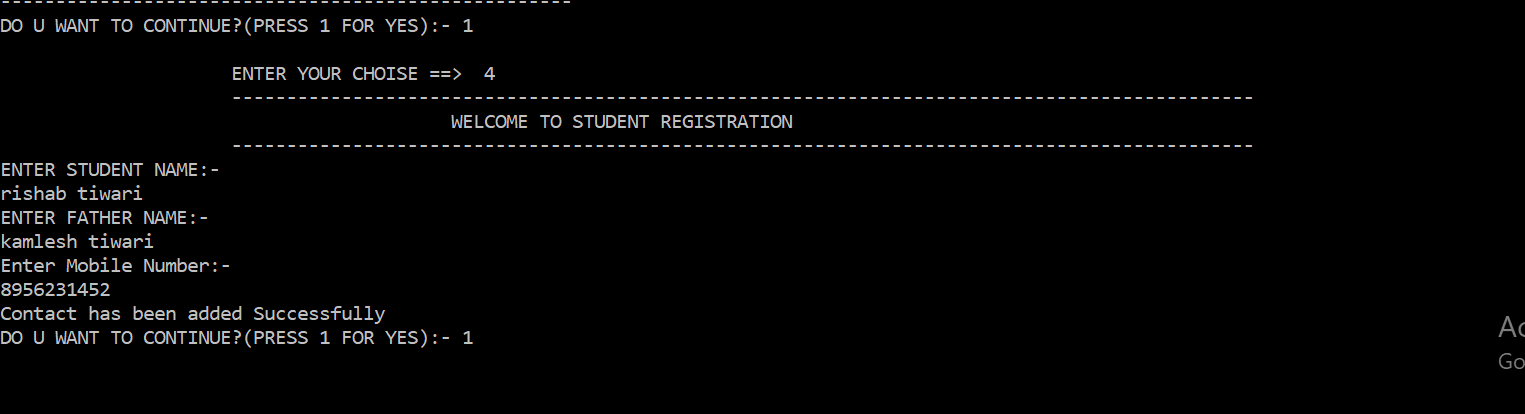 ----------------------------------------------------
DO U WANT TO CONTINUE?(PRESS 1 FOR YES):- 1
ENTER YOUR CHOISE ==>  4
---------------------------------------------------------------------------------------------
WELCOME TO STUDENT REGISTRATION
---------------------------------------------------------------------------------------------
ENTER STUDENT NAME:-
rishab tiwari
ENTER FATHER NAME:-
kamlesh tiwari
Enter Mobile Number:-
8956231452
Contact has been added Successfully
DO U WANT TO CONTINUE?(PRESS 1 FOR YES):- 1
Go